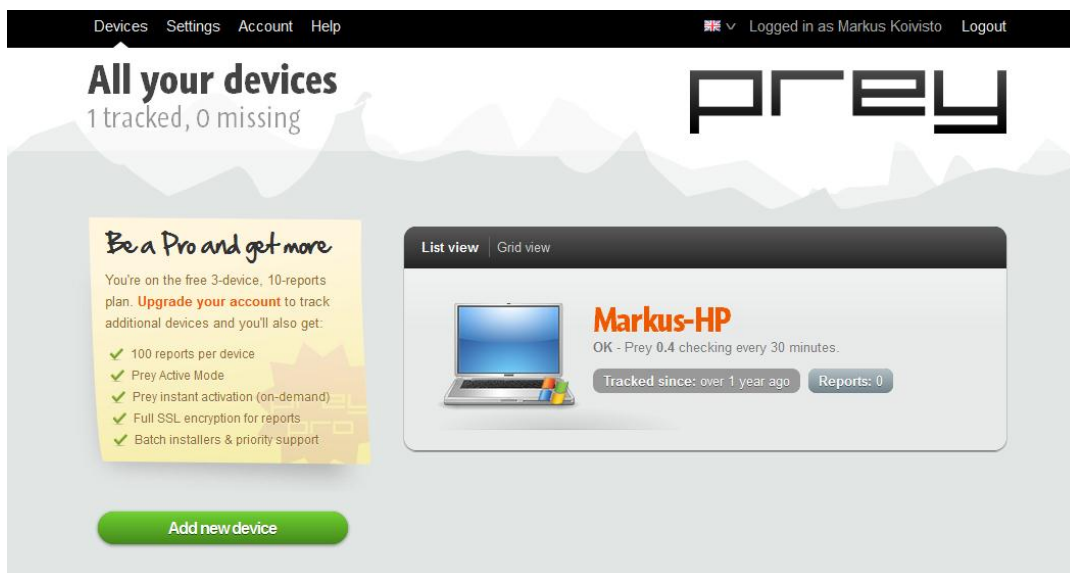 Devices Settings Account Help
Logged in as Markus Koivisto Logout
All your devices
1 tracked, 0 missing
prey
Be a Pro and get more
You're on the free 3-device, 10-reports
plan. Upgrade your account to track
additional devices and you'll also get:
100 reports per device
Prey Active Mode
Prey instant activation (on-demand)
Full SSL encryption for reports
Batch installers & priority support
prey
pro
Add new device
List view Grid view
Markus-HP
OK - Prey 0.4 checking every 30 minutes.
Tracked since: over 1 year ago Reports: 0